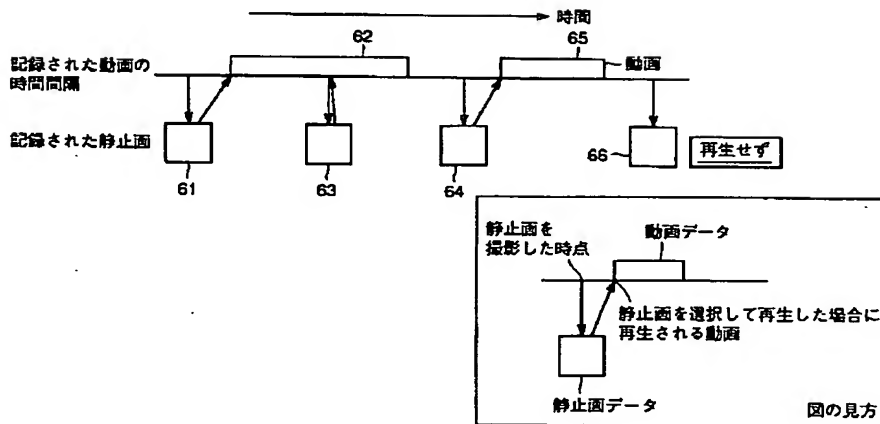 時間
62
65
記録された動画の
時間間隔
動画
記録された静止画
61
63
64
66
再生せず
静止画を
撮影した時点
動画データ
静止画を選択して再生した場合に
再生される動画
静止画データ
図の見方